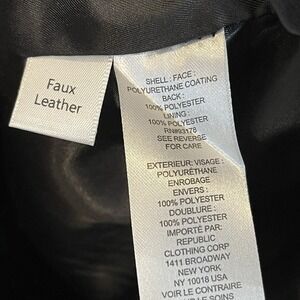 Faux
Leather
SHELL: FACE:
POLYURETHANE COATING
BACK:
100% POLYESTER
LINING:
100% POLYESTER
RN#93176
SEE REVERSE
FOR CARE
EXTERIEUR: VISAGE:
POLYURÉTHANE
ENROBAGE
ENVERS:
100% POLYESTER
DOUBLURE:
100% POLYESTER
IMPORTÉ PAR:
REPUBLIC
CLOTHING CORP
1411 BROADWAY
NEW YORK
NY 10018 USA
VOIR LE CONTRAIRE